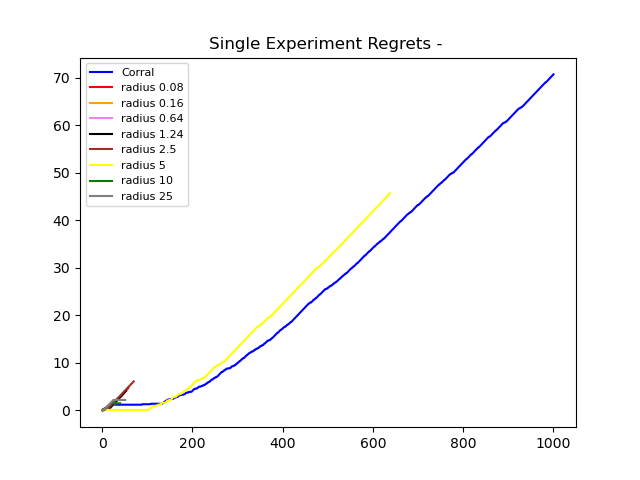 Single Experiment Regrets -
Corral
radius 0.08
radius 0.16
radius 0.64
radius 1.24
radius 2.5
radius 5
radius 10
radius 25
70
60
50
40
30
20
10
0
0 200 400 600 800 1000